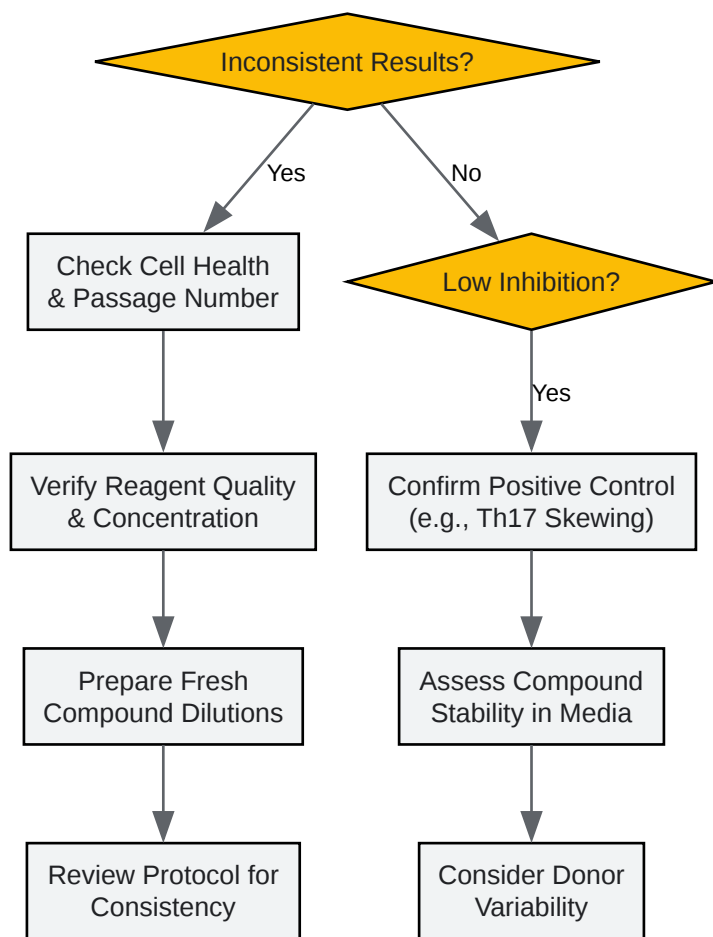 Inconsistent Results?
Yes
No
Check Cell Health
& Passage Number
Low Inhibition?
Yes
Verify Reagent Quality
& Concentration
Confirm Positive Control
(e.g., Th17 Skewing)
Prepare Fresh
Compound Dilutions
Assess Compound
Stability in Media
Review Protocol for
Consistency
Consider Donor
Variability